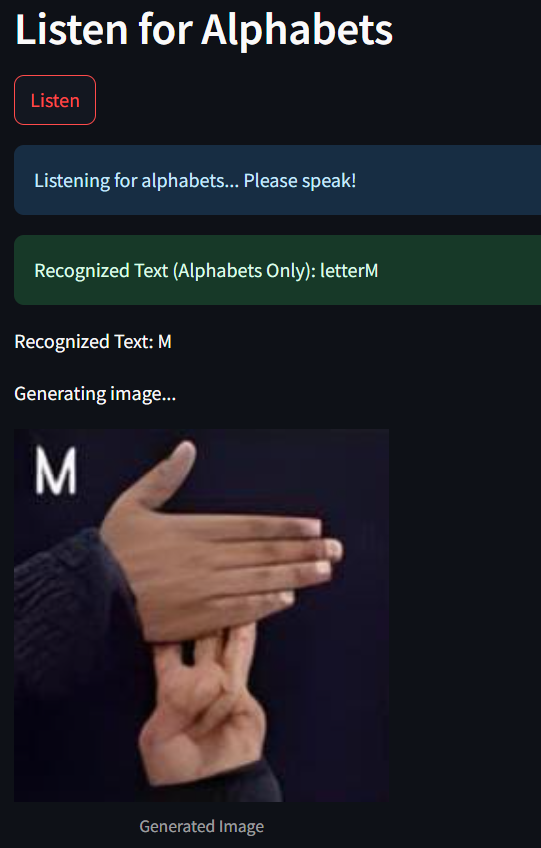 Listen for Alphabets
Listen
Listening for alphabets... Please speak!
Recognized Text (Alphabets Only): letterM
Recognized Text: M
Generating image...
M
Generated Image